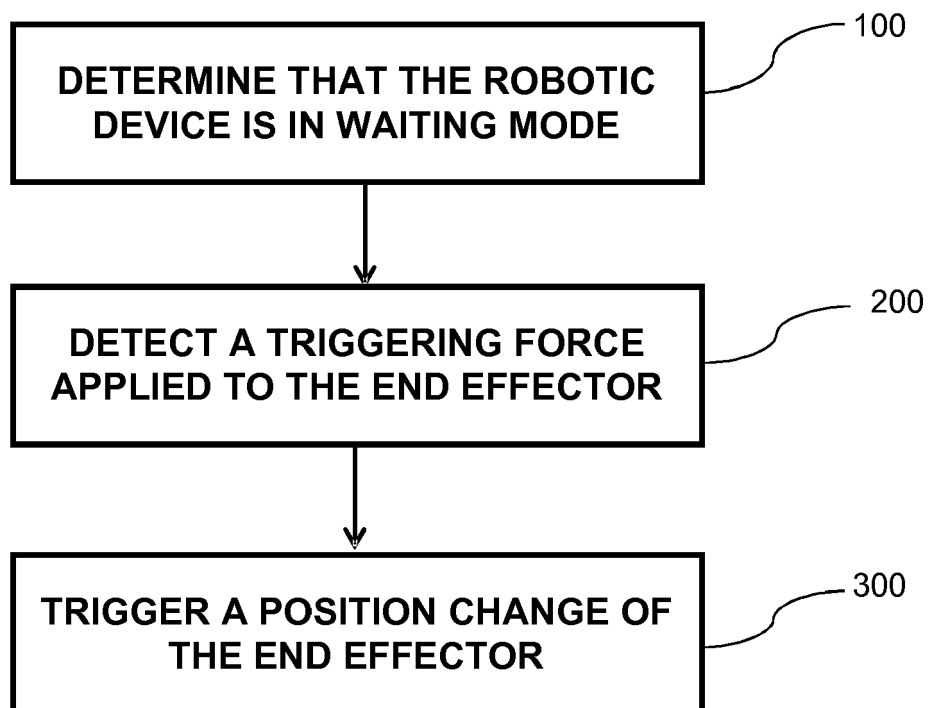 100
DETERMINE THAT THE ROBOTIC
DEVICE IS IN WAITING MODE
200
DETECT A TRIGGERING FORCE
APPLIED TO THE END EFFECTOR
300
TRIGGER A POSITION CHANGE OF
THE END EFFECTOR